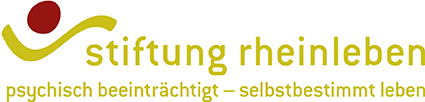 stiftung rheinleben
psychisch beeinträchtigt – selbstbestimmt leben